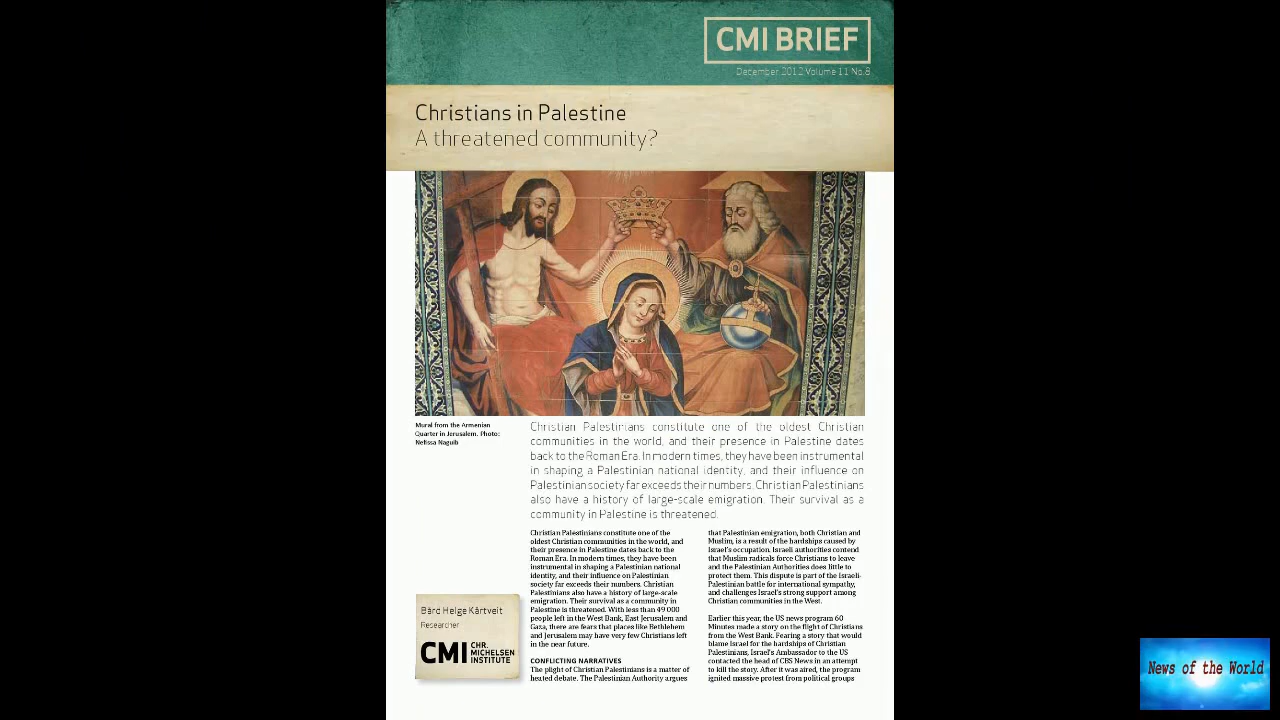 CMI BRIEF
December 2012 Volume 11 No.8
Christians in Palestine
A threatened community?
Mural from the Armenian
Quarter in Jerusalem. Photo:
Nefissa Naguib
Christian Palestinians constitute one of the oldest Christian
communities in the world, and their presence in Palestine dates
back to the Roman Era. In modern times, they have been instrumental
in shaping a Palestinian national identity, and their influence on
Palestinian society far exceeds their numbers. Christian Palestinians
also have a history of large-scale emigration. Their survival as a
community in Palestine is threatened.
Christian Palestinians constitute one of the
oldest Christian communities in the world, and
their presence in Palestine dates back to the
Roman Era. In modern times, they have been
instrumental in shaping a Palestinian national
identity, and their influence on Palestinian
society far exceeds their numbers. Christian
Palestinians also have a history of large-scale
emigration. Their survival as a community in
Palestine is threatened. With less than 49 000
people left in the West Bank, East Jerusalem and
Gaza, there are fears that places like Bethlehem
and Jerusalem may have very few Christians left
in the near future.
CONFLICTING NARRATIVES
The plight of Christian Palestinians is a matter of
heated debate. The Palestinian Authority argues
that Palestinian emigration, both Christian and
Muslim, is a result of the hardships caused by
Israel's occupation. Israeli authorities contend
that Muslim radicals force Christians to leave
and the Palestinian Authorities does little to
protect them. This dispute is part of the Israeli-
Palestinian battle for international sympathy,
and challenges Israel's strong support among
Christian communities in the West.
Earlier this year, the US news program 60
Minutes made a story on the flight of Christians
from the West Bank. Fearing a story that would
blame Israel for the hardships of Christian
Palestinians, Israel's Ambassador to the US
contacted the head of CBS News in an attempt
to kill the story. After it was aired, the program
ignited massive protest from political groups
Bård Helge Kårtveit
Researcher
CMI CHR.
MICHELSEN
INSTITUTE
News of the World